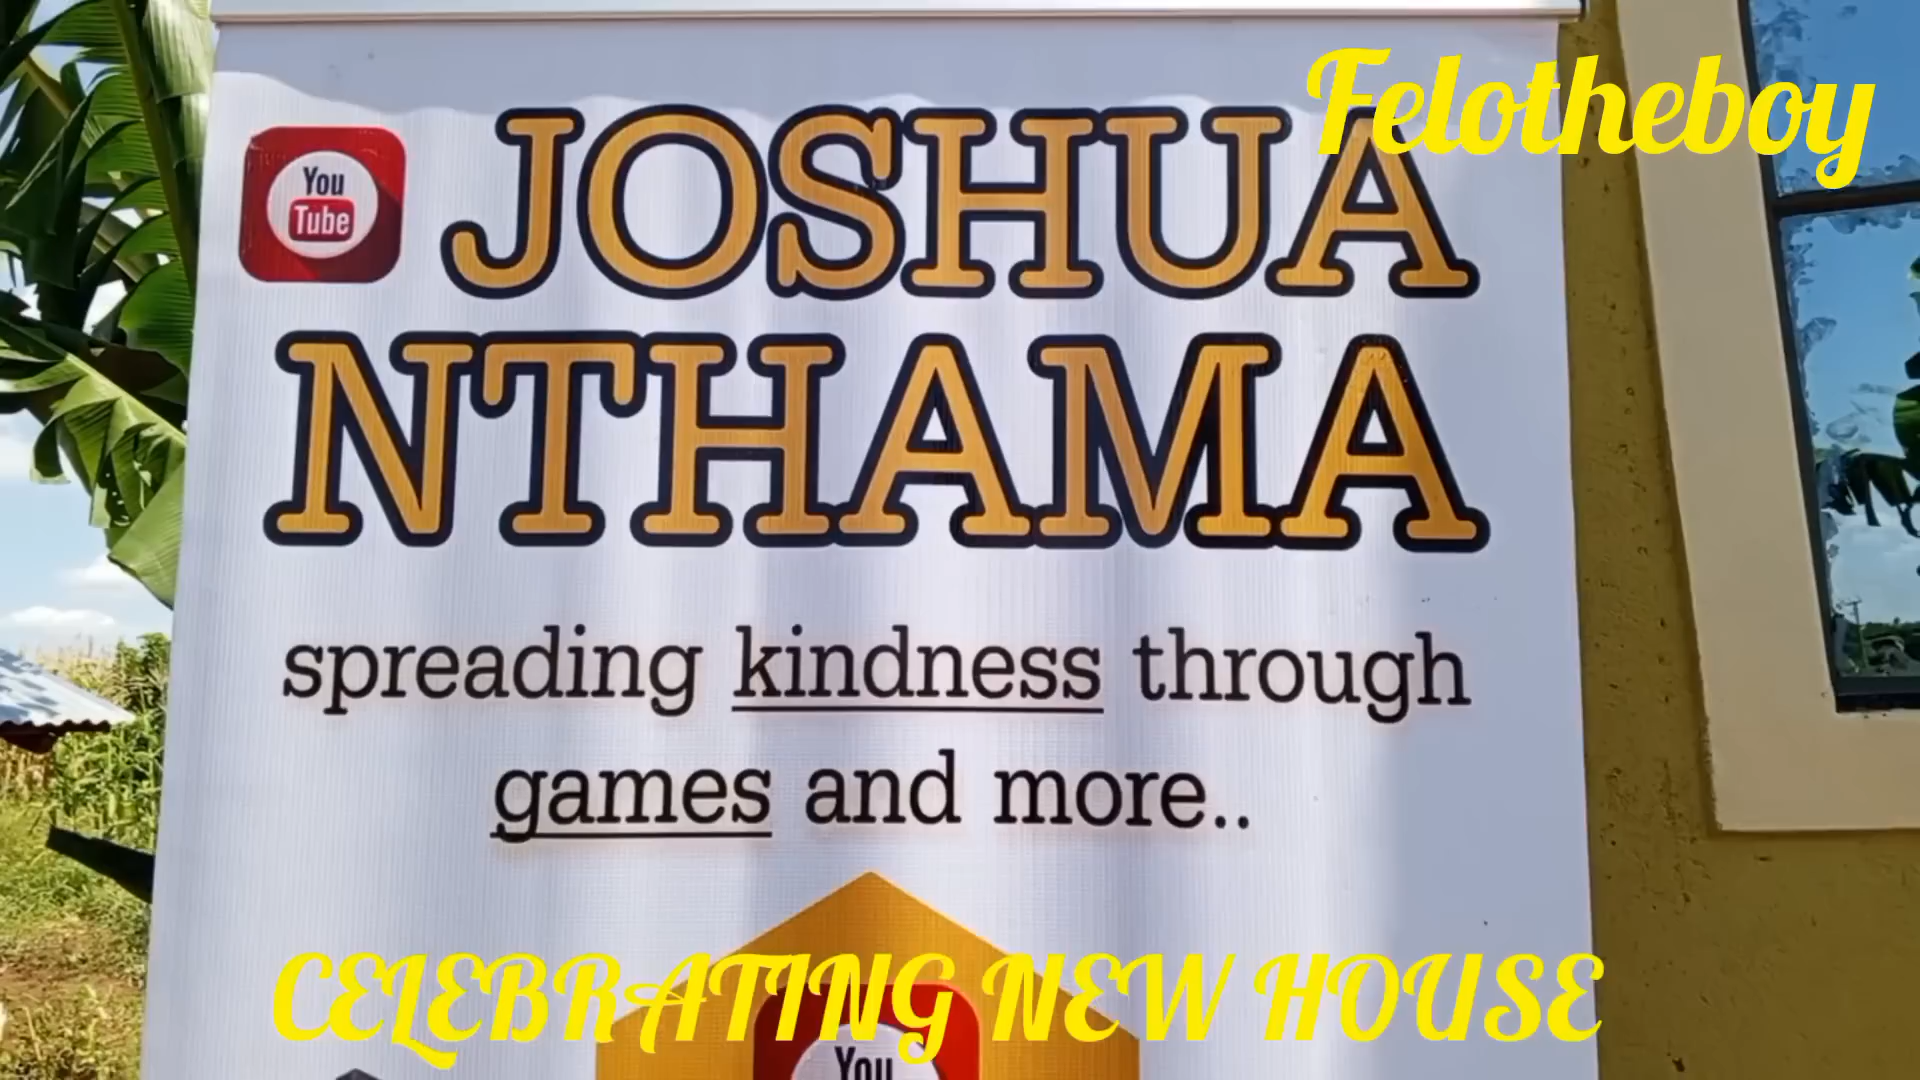 Felotheboy
You
Tube
JOSHUA
NTHAMA
spreading kindness through
games and more..
CELEBRATING NEW HOUSE
You